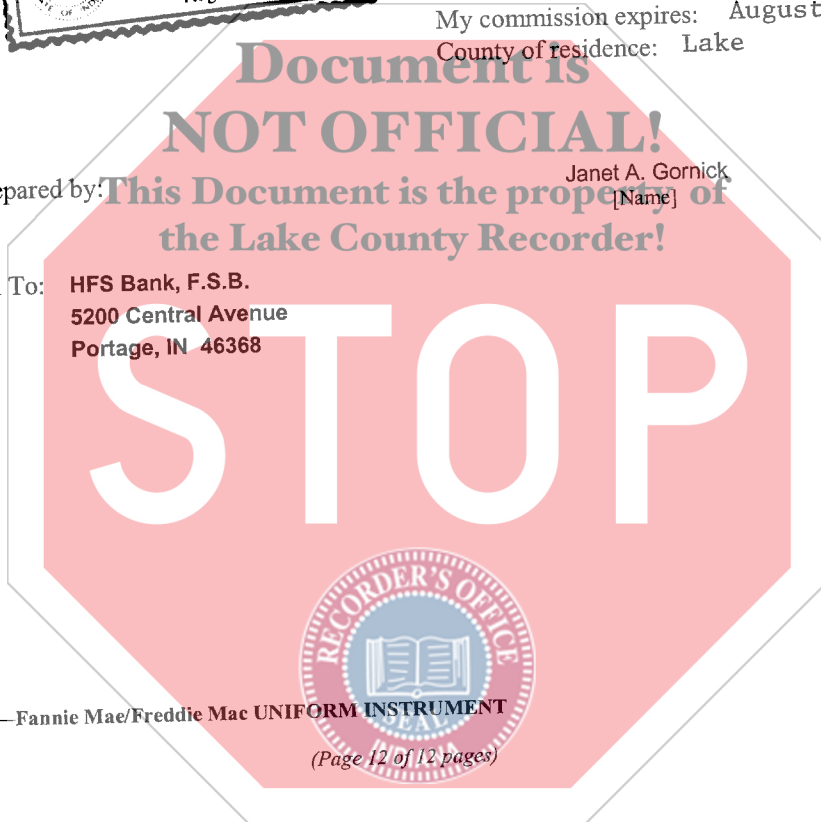 My commission expires: August
County of residence: Lake
Document is
NOT OFFICIAL!
Janet A. Gornick
epared by:
[Name]
This Document is the property of
the Lake County Recorder!
To: HFS Bank, F.S.B.
5200 Central Avenue
Portage, IN 46368
STOP
RECORDER'S OFFICE
SEAL
INDIANA
—Fannie Mae/Freddie Mac UNIFORM INSTRUMENT
(Page 12 of 12 pages)